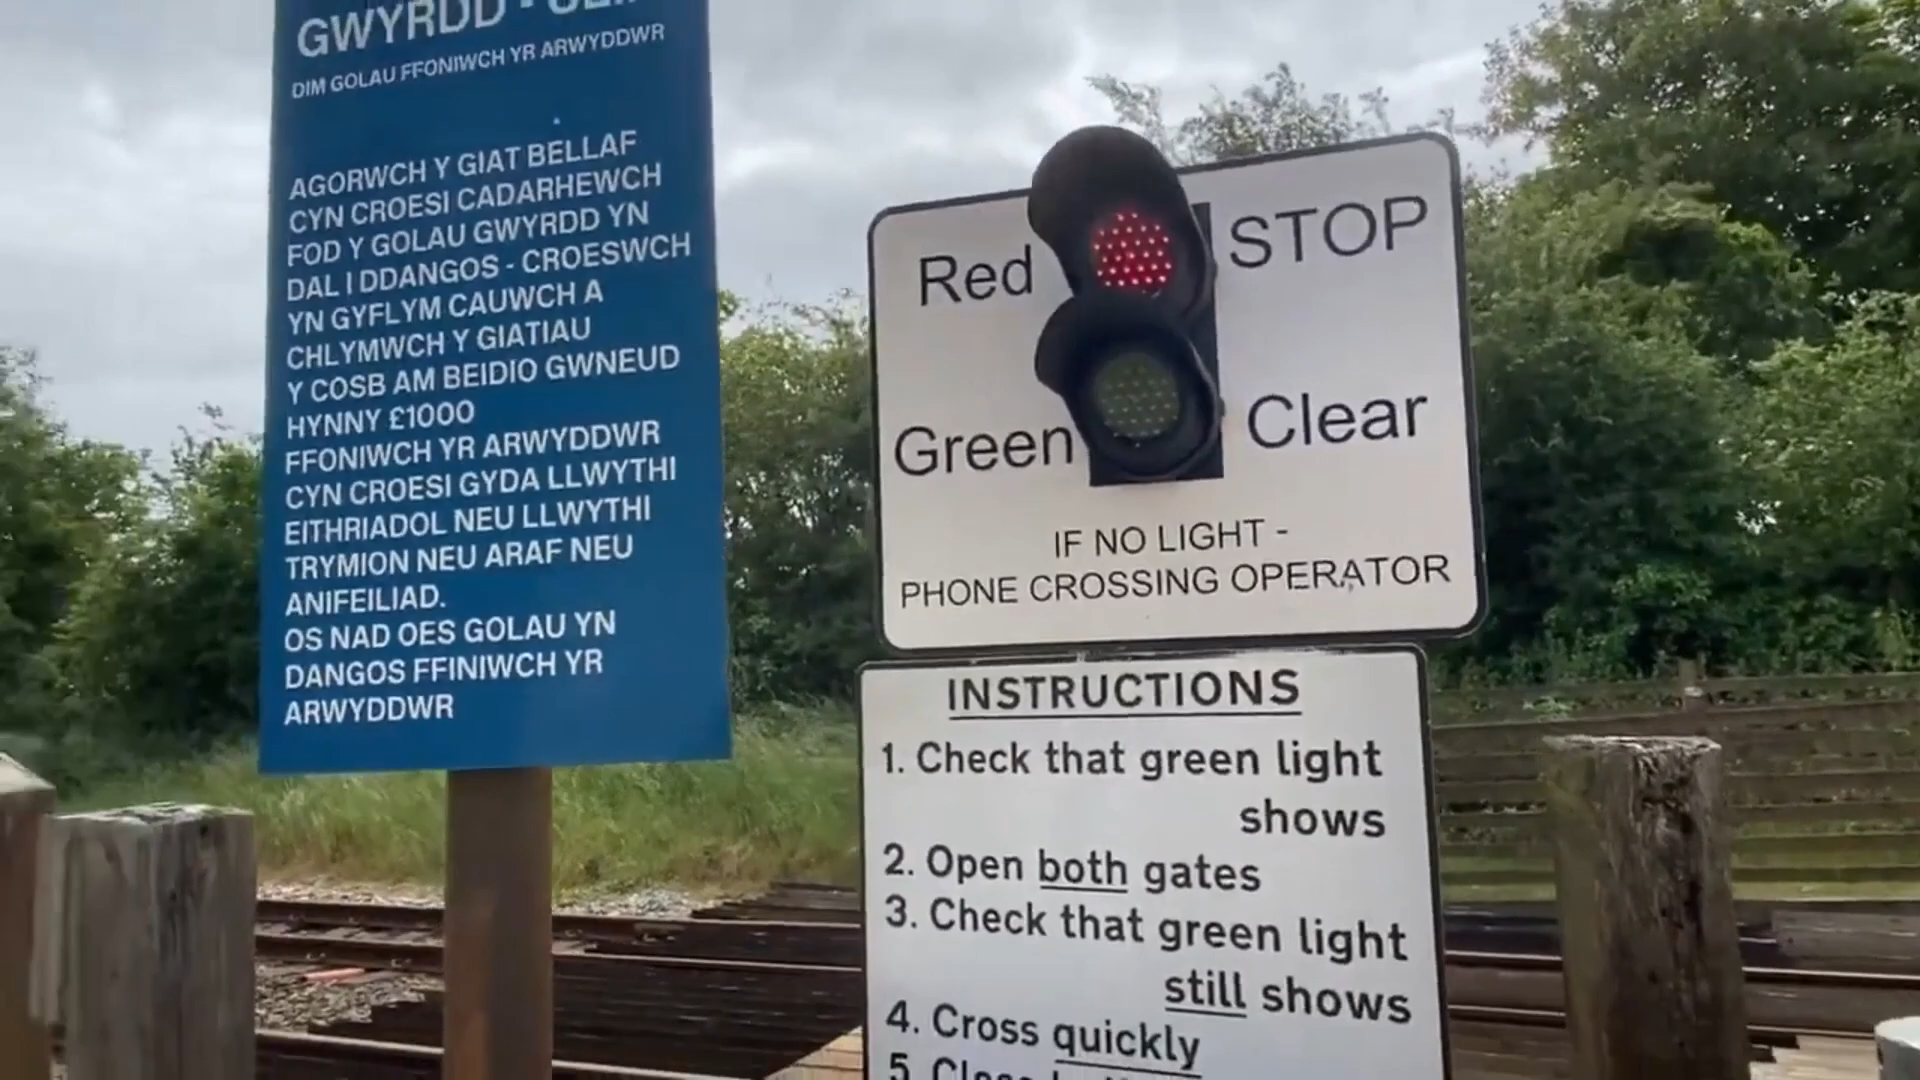 GWYRDD -
DIM GOLAU FFONIWCH YR ARWYDDWR
AGORWCH Y GIAT BELLAF
CYN CROESI CADARHEWCH
FOD Y GOLAU GWYRDD YN
DAL I DDANGOS - CROESWCH
YN GYFLYM CAUWCH A
CHLYMWCH Y GIATIAU
Y COSB AM BEIDIO GWNEUD
HYNNY £1000
FFONIWCH YR ARWYDDWR
CYN CROESI GYDA LLWYTHI
EITHRIADOL NEU LLWYTHI
TRYMION NEU ARAF NEU
ANIFEILIAD.
OS NAD OES GOLAU YN
DANGOS FFINIWCH YR
ARWYDDWR
Red STOP
Green Clear
IF NO LIGHT -
PHONE CROSSING OPERATOR
INSTRUCTIONS
1. Check that green light
shows
2. Open both gates
3. Check that green light
still shows
4. Cross quickly
5.